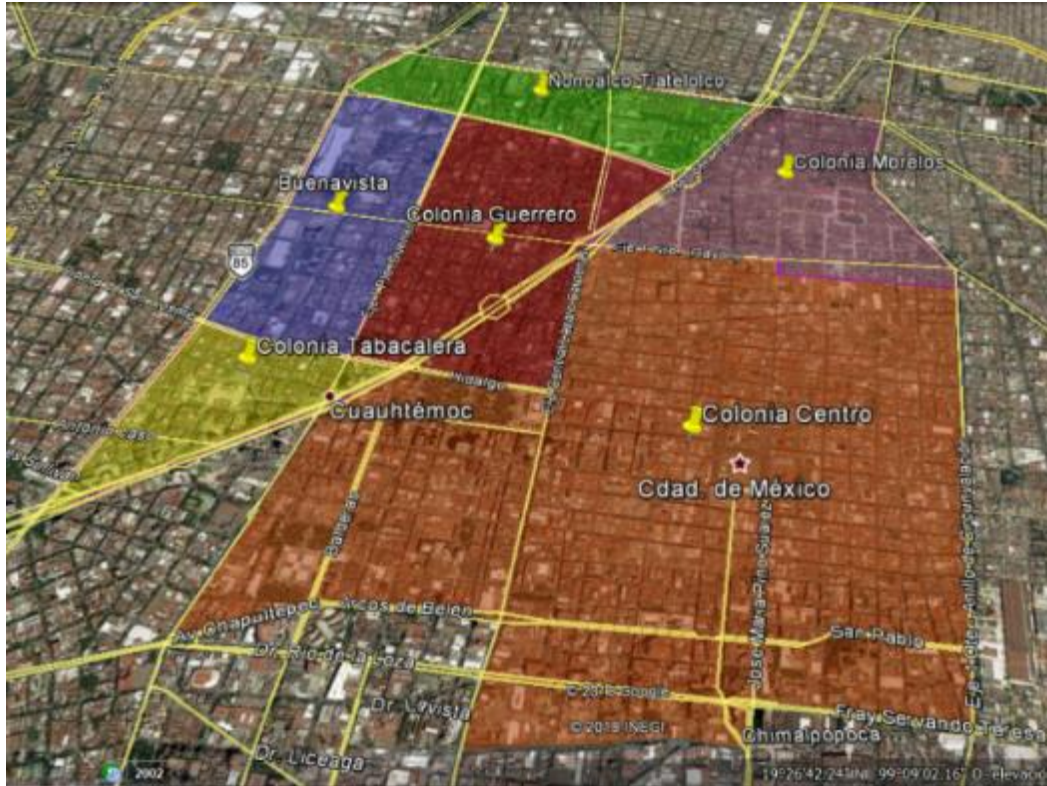 Nonoalco-Tlatelolco
Colonia Morelos
Buenavista
Colonia Guerrero
85
Colonia Tabacalera
Hidalgo
Cuauhtémoc
Colonia Centro
Antonio Caso
Cdad. de México
Balderas
José María Pino Suárez
Av Chapultepec
Arcos de Belén
San Pablo
Dr. Río de la Loza
Dr. Lavista
© 2018 Google
© 2018 INEGI
Fray Servando Teresa
Chimalpopoca
Dr. Liceaga
2002